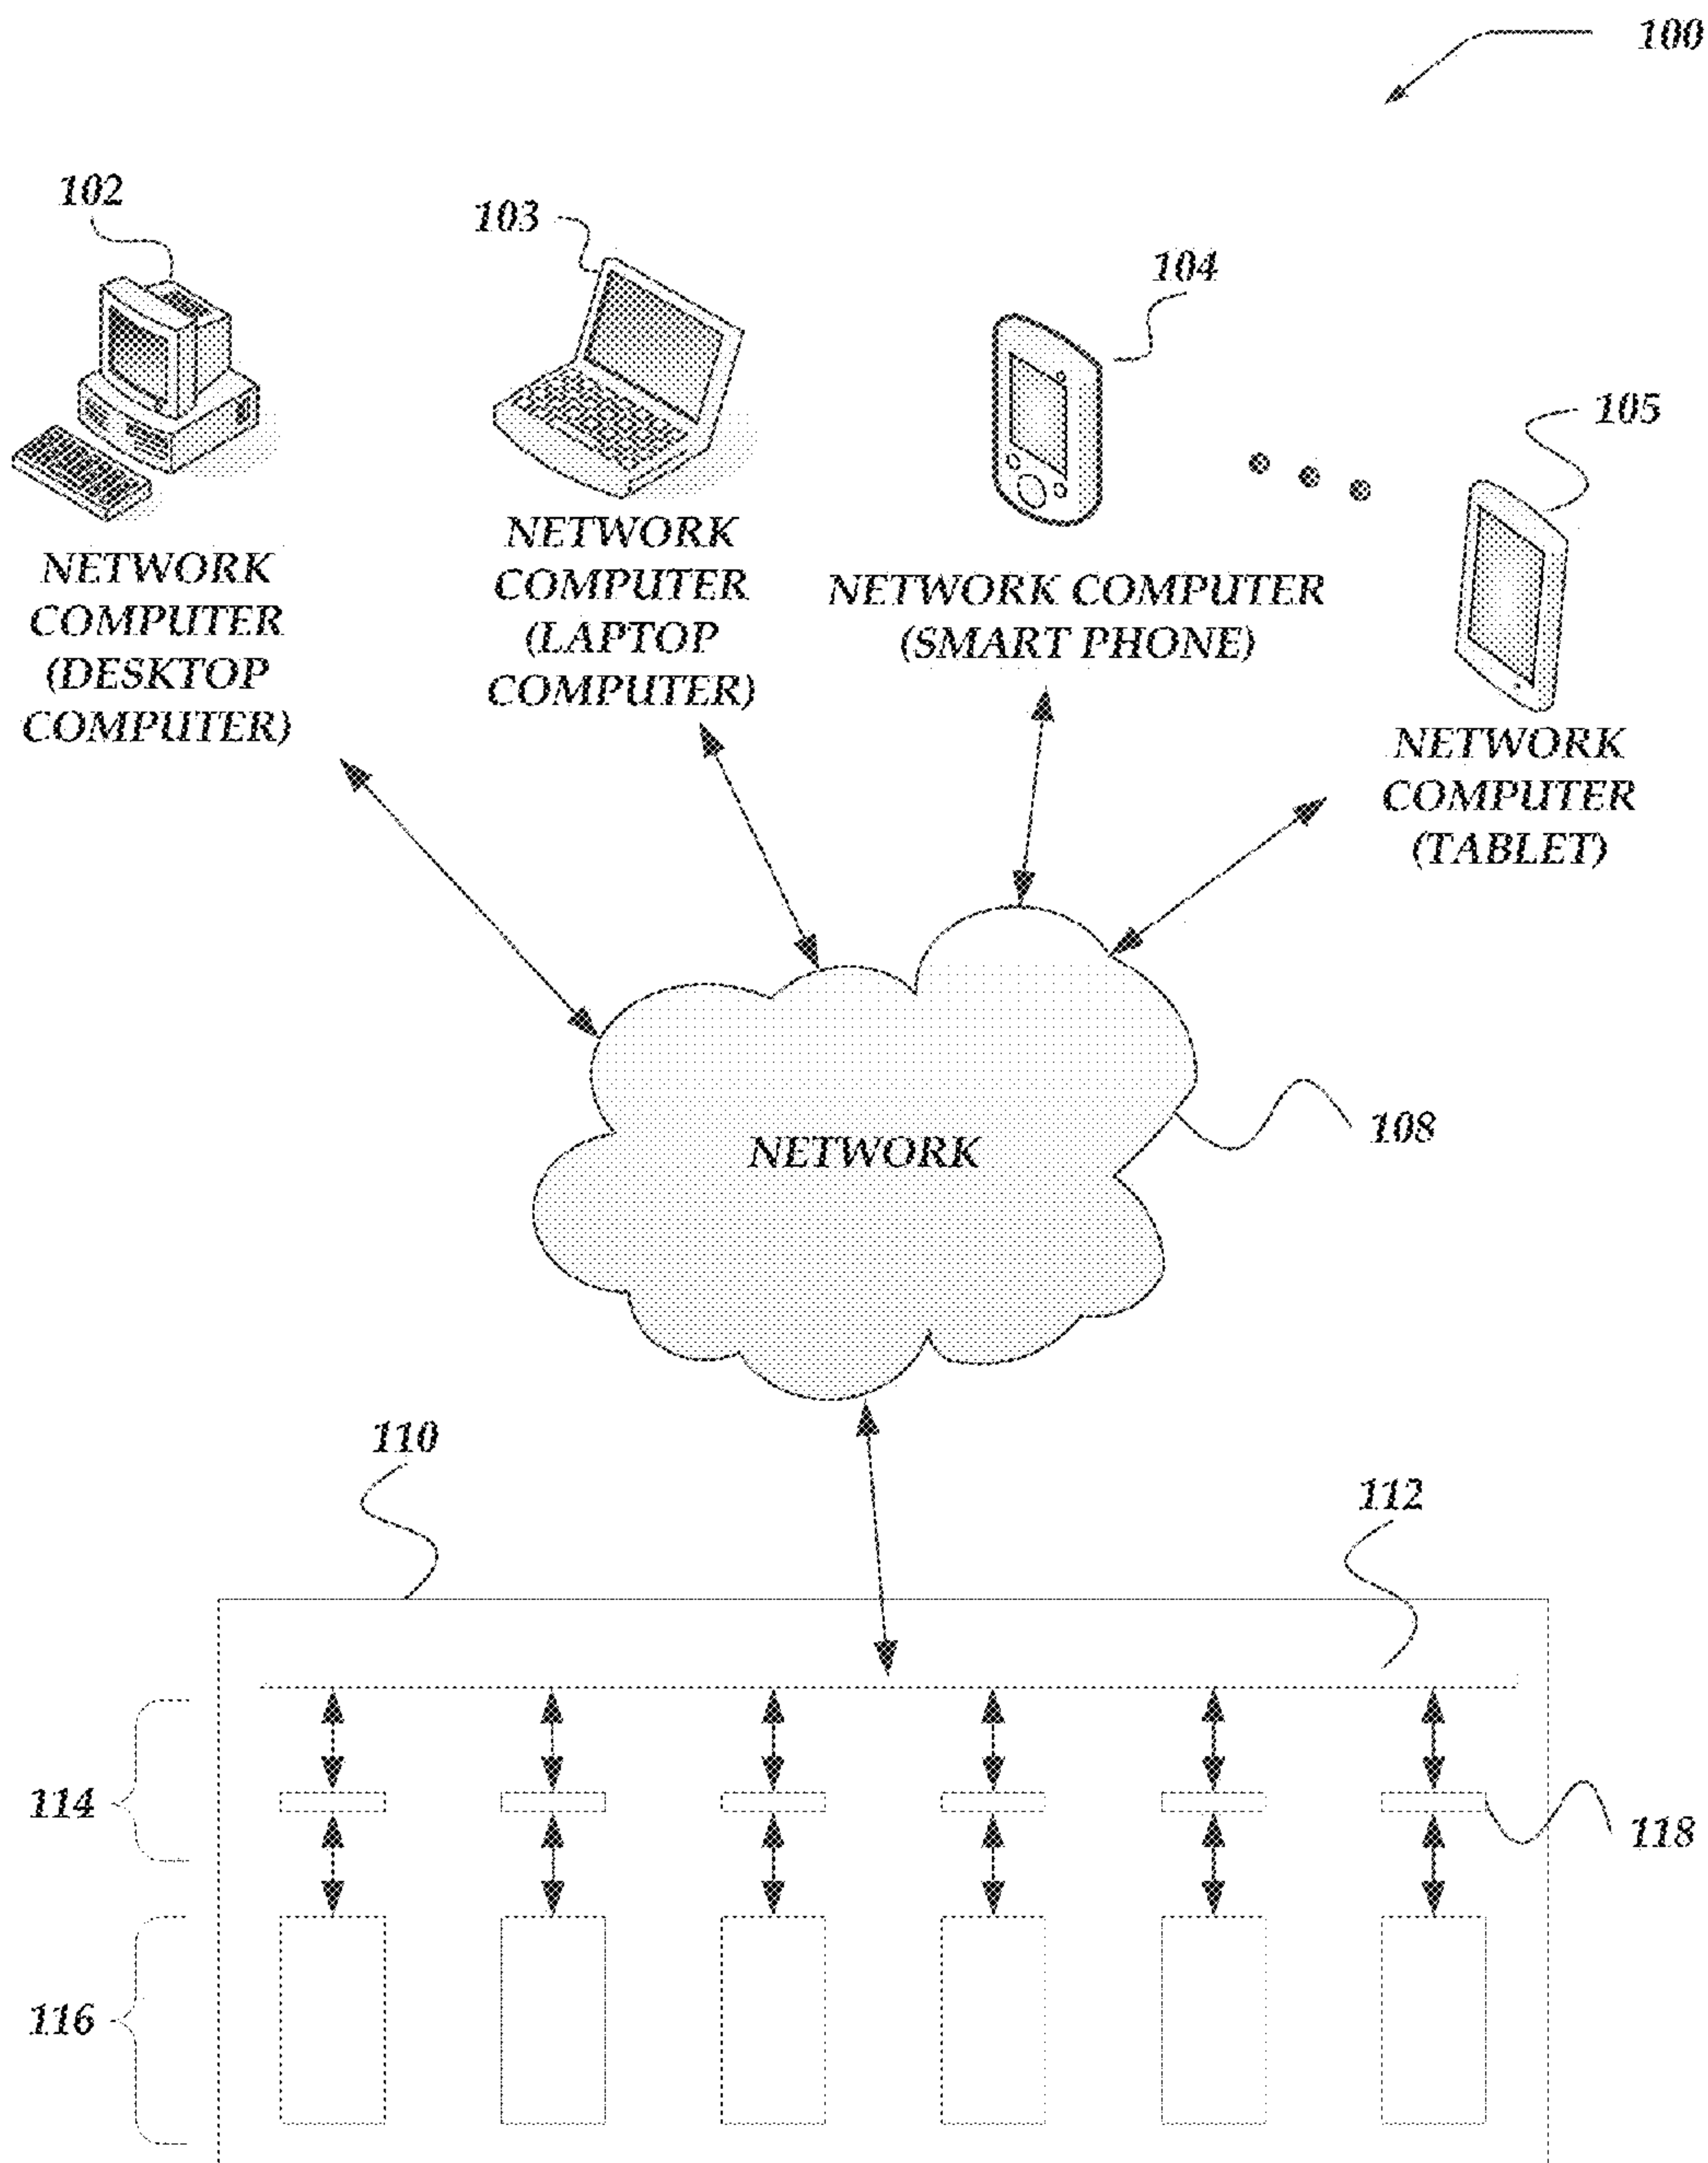 100
102
103
104
105
NETWORK
COMPUTER
(DESKTOP
COMPUTER)
NETWORK
COMPUTER
(LAPTOP
COMPUTER)
NETWORK COMPUTER
(SMART PHONE)
NETWORK
COMPUTER
(TABLET)
NETWORK
108
110
112
114
118
116